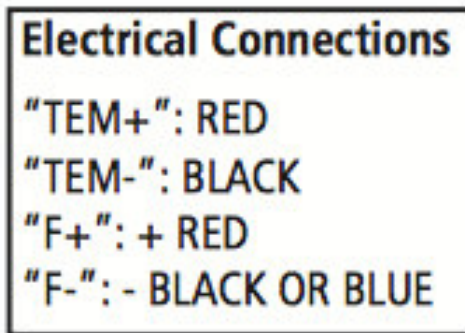 Electrical Connections
"TEM+": RED
"TEM-": BLACK
"F+": + RED
"F-": - BLACK OR BLUE